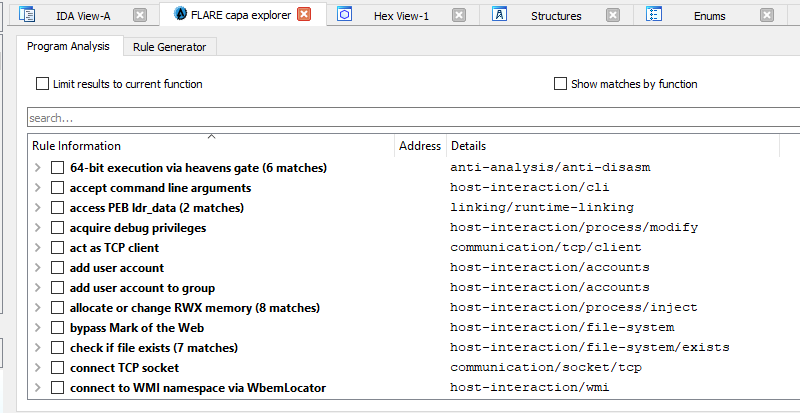 IDA View-A FLARE capa explorer Hex View-1 Structures Enums
Program Analysis Rule Generator
Limit results to current function Show matches by function
search...
Rule Information Address Details
64-bit execution via heavens gate (6 matches) anti-analysis/anti-disasm
accept command line arguments host-interaction/cli
access PEB ldr_data (2 matches) linking/runtime-linking
acquire debug privileges host-interaction/process/modify
act as TCP client communication/tcp/client
add user account host-interaction/accounts
add user account to group host-interaction/accounts
allocate or change RWX memory (8 matches) host-interaction/process/inject
bypass Mark of the Web host-interaction/file-system
check if file exists (7 matches) host-interaction/file-system/exists
connect TCP socket communication/socket/tcp
connect to WMI namespace via WbemLocator host-interaction/wmi